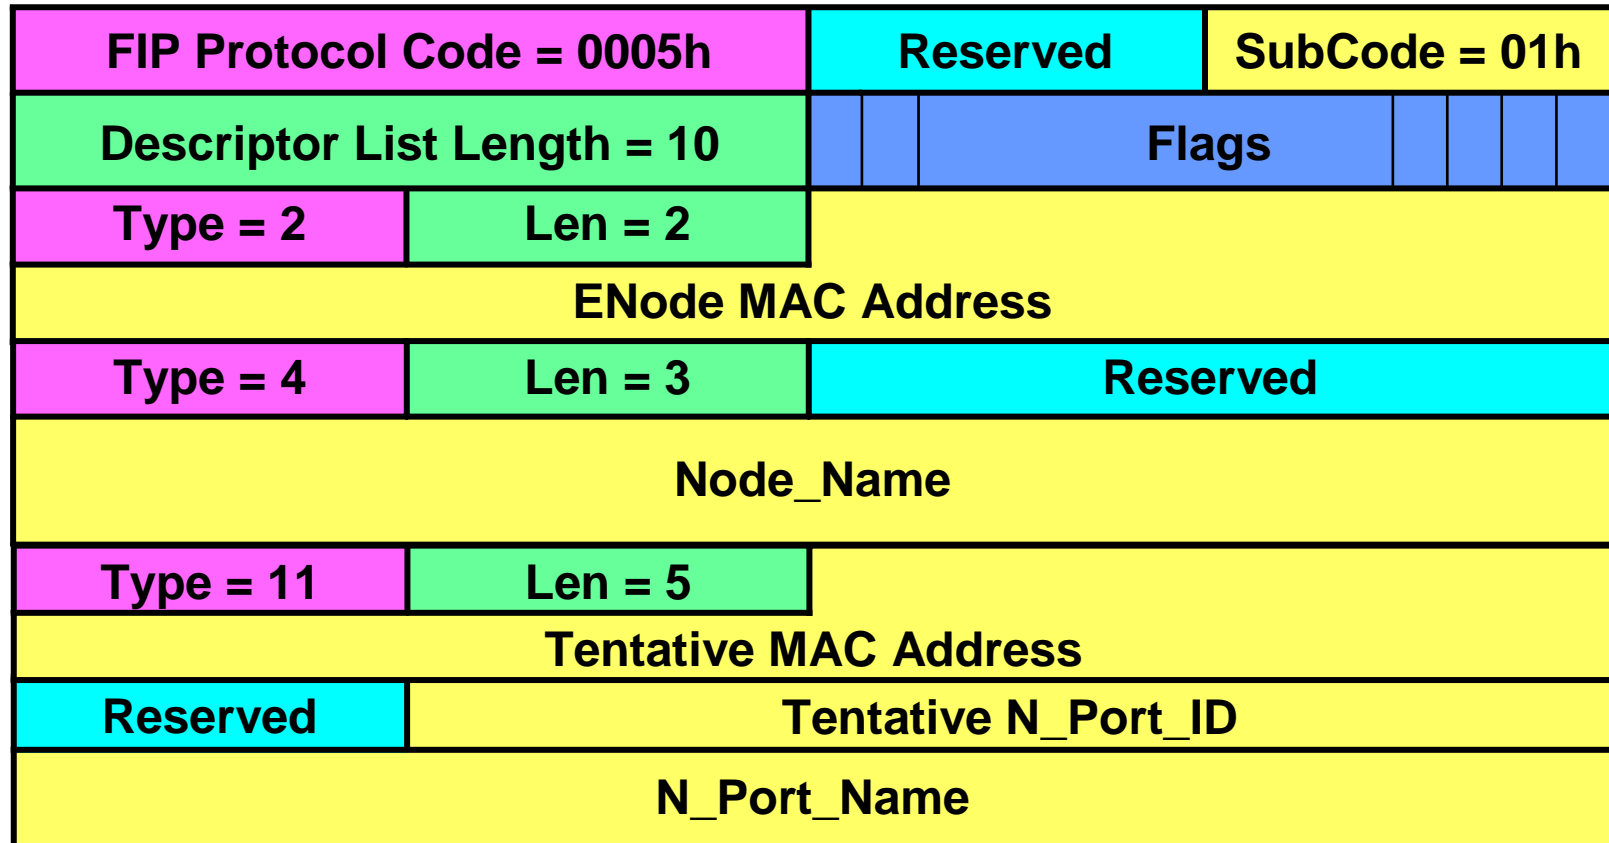 FIP Protocol Code = 0005h Reserved SubCode = 01h
Descriptor List Length = 10 Flags
Type = 2 Len = 2
ENode MAC Address
Type = 4 Len = 3 Reserved
Node_Name
Type = 11 Len = 5
Tentative MAC Address
Reserved Tentative N_Port_ID
N_Port_Name